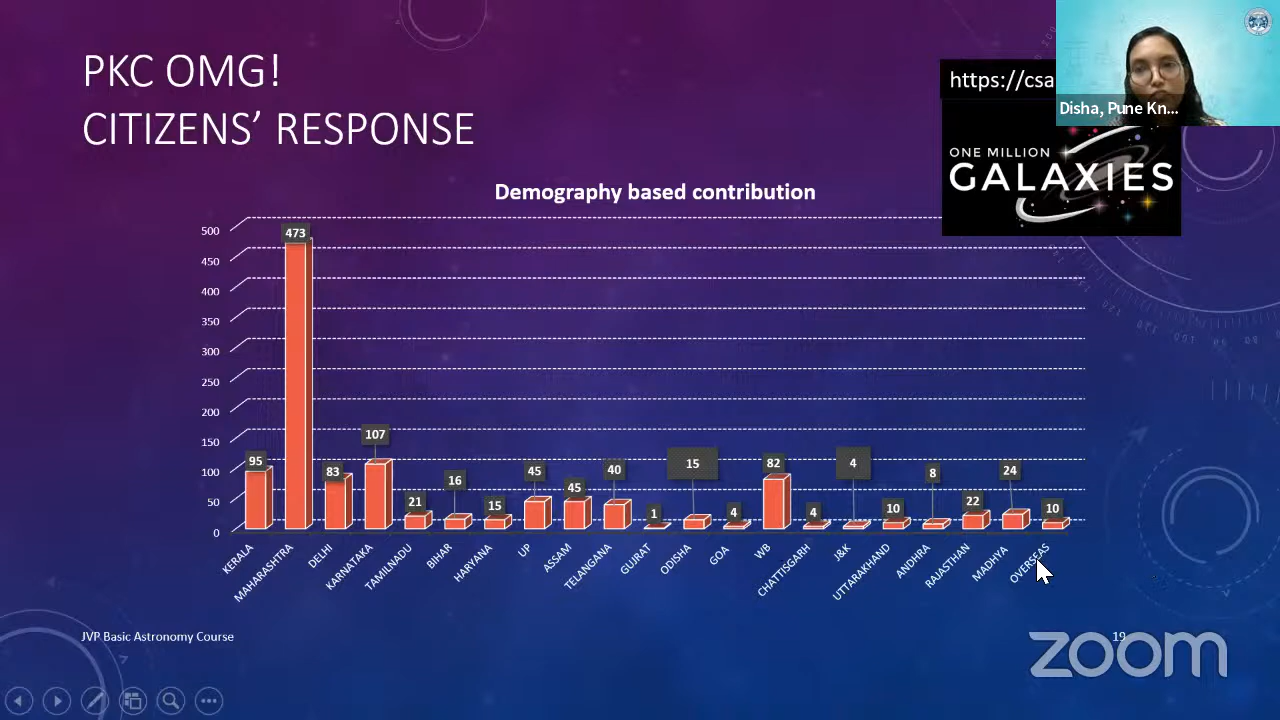 PKC OMG!
CITIZENS’ RESPONSE
https://csa
Disha, Pune Kn...
ONE MILLION
GALAXIES
Demography based contribution
500
450
400
350
300
250
200
150
100
50
0
95
473
83
107
21
16
15
45
45
40
1
15
4
82
4
4
10
8
22
24
10
KERALA
MAHARASHTRA
DELHI
KARNATAKA
TAMILNADU
BIHAR
HARYANA
UP
ASSAM
TELANGANA
GUJRAT
ODISHA
GOA
WB
CHATTISGARH
J&K
UTTARAKHAND
ANDHRA
RAJASTHAN
MADHYA
OVERSEAS
JVP Basic Astronomy Course
19
zoom